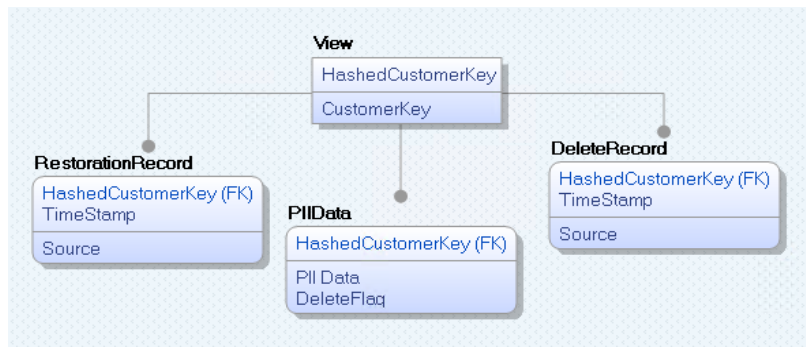 View
HashedCustomerKey
CustomerKey
RestorationRecord
HashedCustomerKey (FK)
TimeStamp
Source
PIIData
HashedCustomerKey (FK)
PII Data
DeleteFlag
DeleteRecord
HashedCustomerKey (FK)
TimeStamp
Source